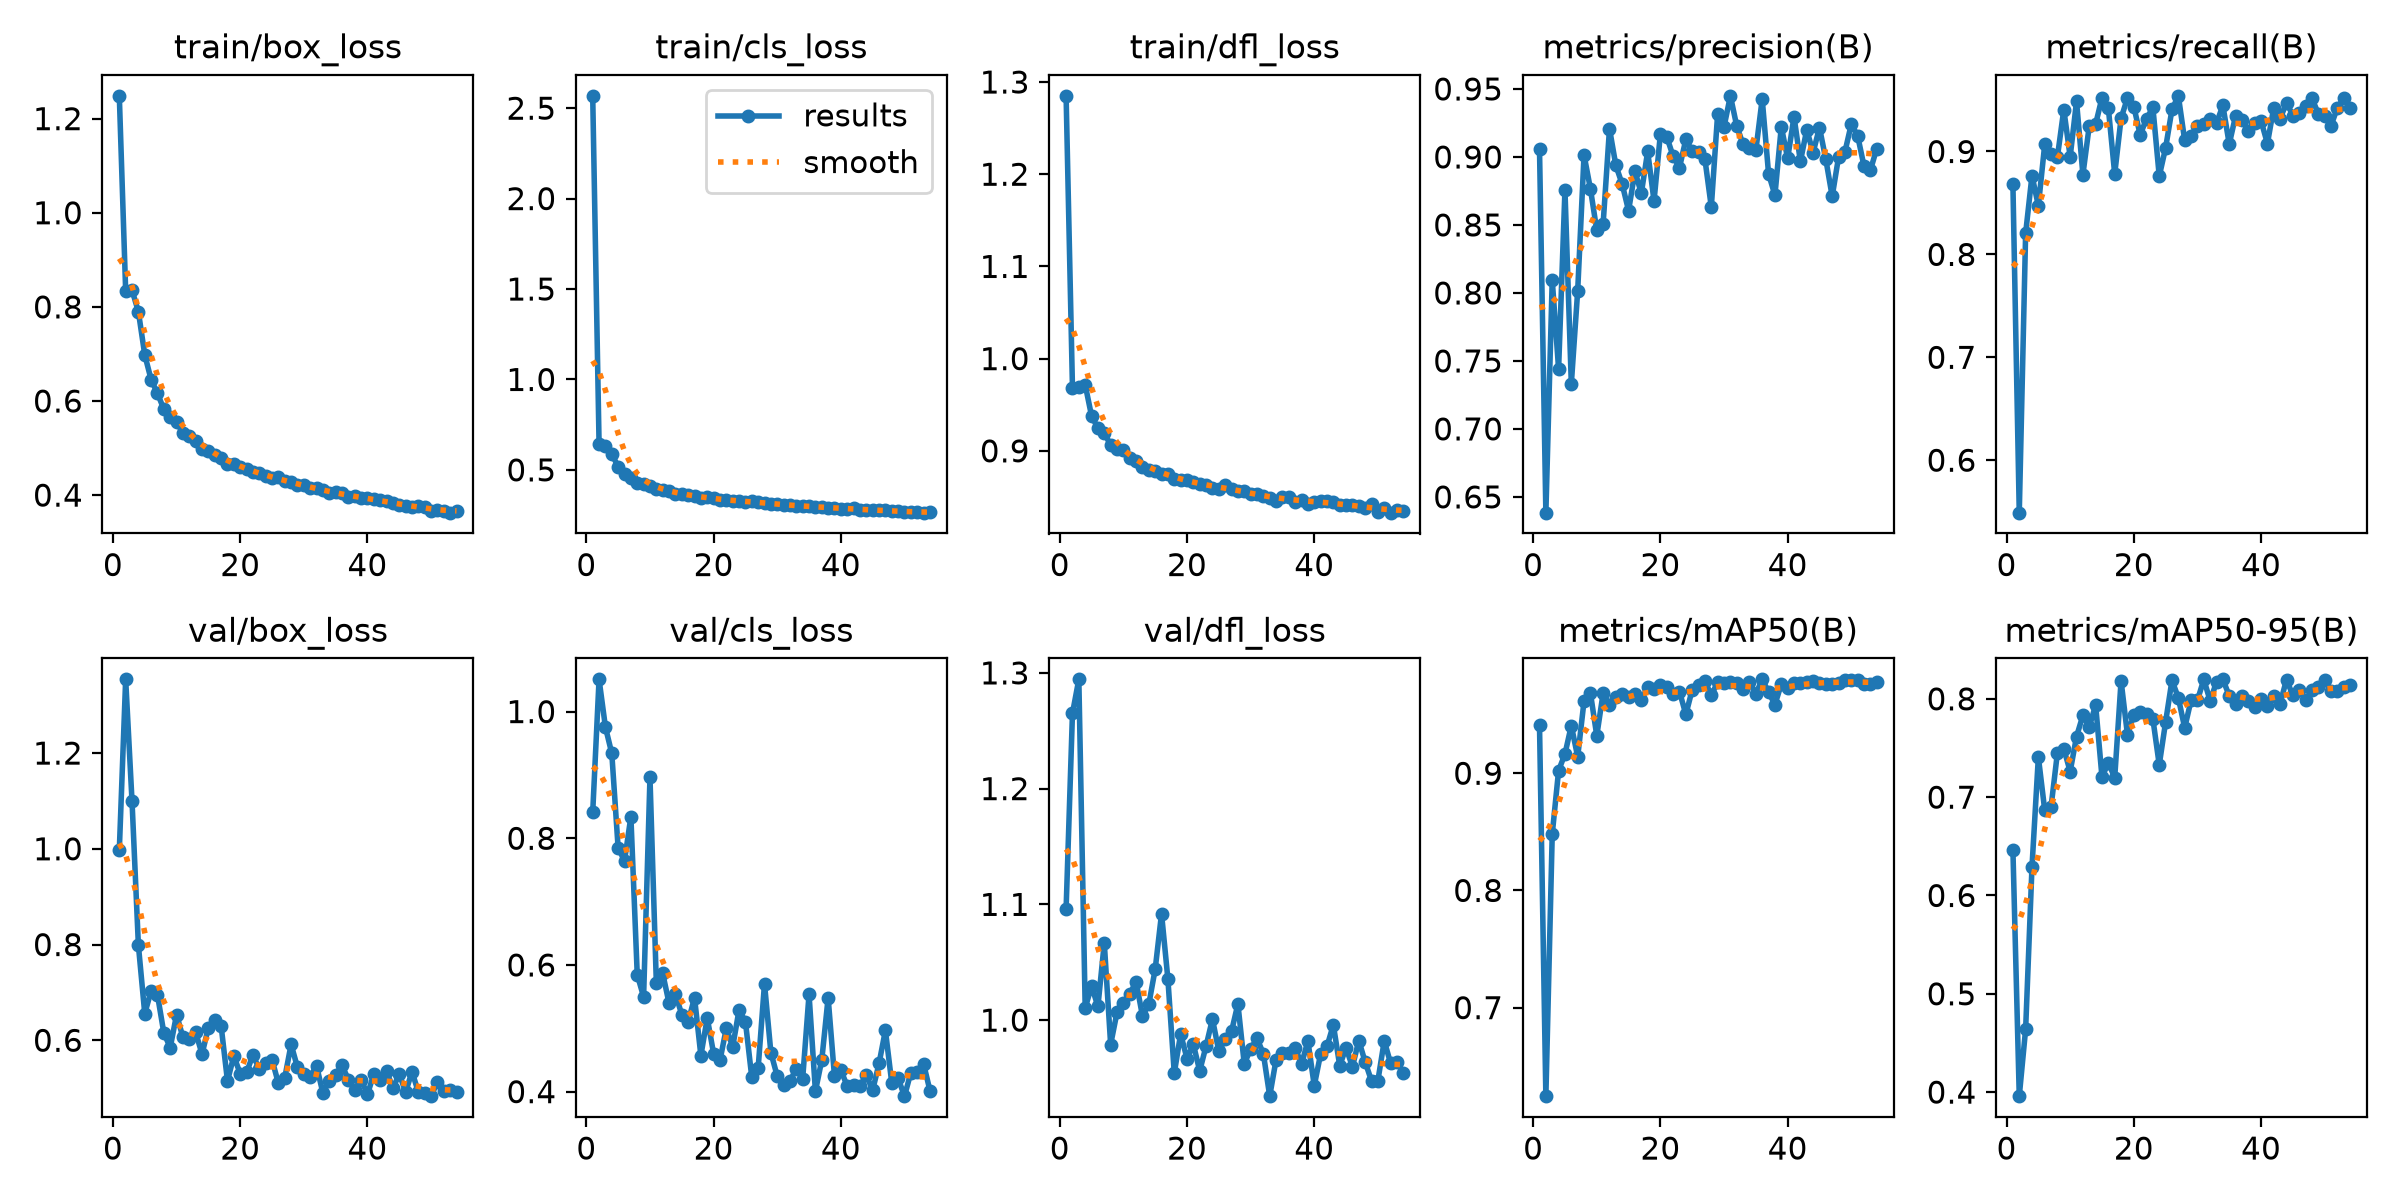 train/box_loss
1.2
1.0
0.8
0.6
0.4
0 20 40
train/cls_loss
results
smooth
2.5
2.0
1.5
1.0
0.5
0 20 40
train/dfl_loss
1.3
1.2
1.1
1.0
0.9
0 20 40
metrics/precision(B)
0.95
0.90
0.85
0.80
0.75
0.70
0.65
0 20 40
metrics/recall(B)
0.9
0.8
0.7
0.6
0 20 40
val/box_loss
1.2
1.0
0.8
0.6
0 20 40
val/cls_loss
1.0
0.8
0.6
0.4
0 20 40
val/dfl_loss
1.3
1.2
1.1
1.0
0 20 40
metrics/mAP50(B)
0.9
0.8
0.7
0 20 40
metrics/mAP50-95(B)
0.8
0.7
0.6
0.5
0.4
0 20 40